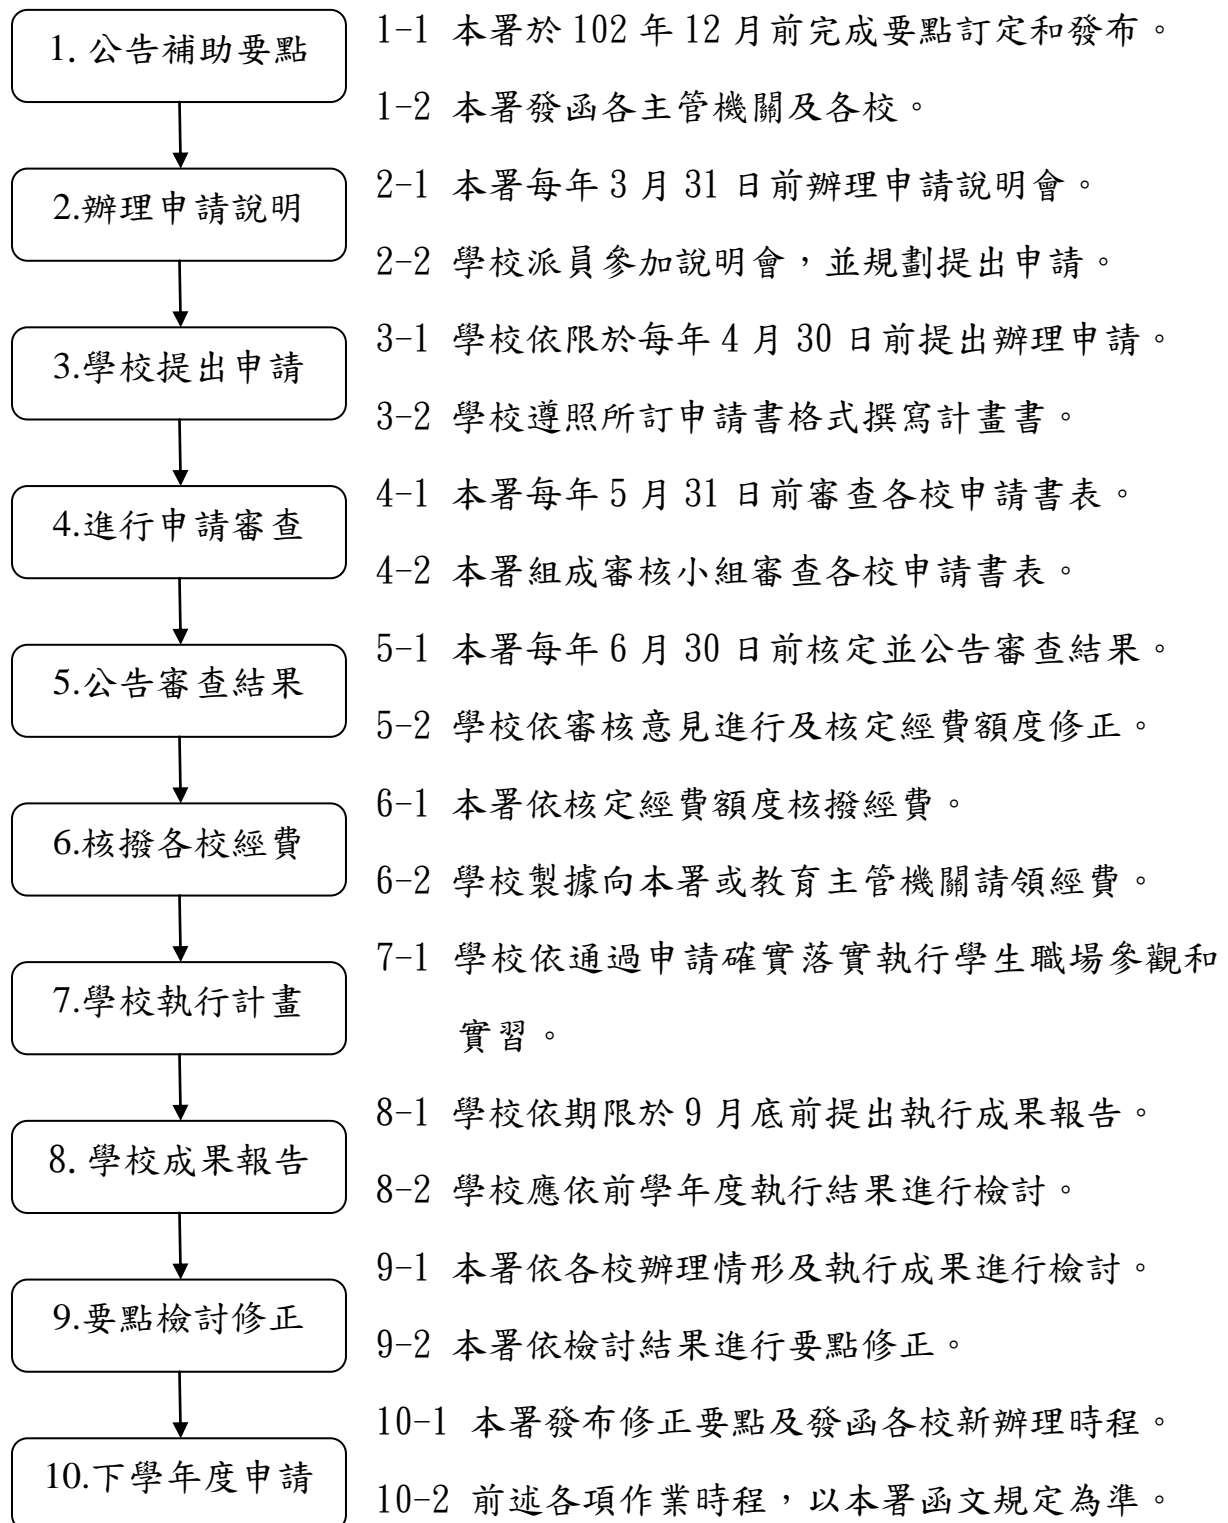 1. 公告補助要點
1-1 本署於 102 年 12 月前完成要點訂定和發布。
1-2 本署發函各主管機關及各校。
2.辦理申請說明
2-1 本署每年 3 月 31 日前辦理申請說明會。
2-2 學校派員參加說明會，並規劃提出申請。
3.學校提出申請
3-1 學校依限於每年 4 月 30 日前提出辦理申請。
3-2 學校遵照所訂申請書格式撰寫計畫書。
4.進行申請審查
4-1 本署每年 5 月 31 日前審查各校申請書表。
4-2 本署組成審核小組審查各校申請書表。
5.公告審查結果
5-1 本署每年 6 月 30 日前核定並公告審查結果。
5-2 學校依審核意見進行及核定經費額度修正。
6.核撥各校經費
6-1 本署依核定經費額度核撥經費。
6-2 學校製據向本署或教育主管機關請領經費。
7.學校執行計畫
7-1 學校依通過申請確實落實執行學生職場參觀和
實習。
8. 學校成果報告
8-1 學校依期限於 9 月底前提出執行成果報告。
8-2 學校應依前學年度執行結果進行檢討。
9.要點檢討修正
9-1 本署依各校辦理情形及執行成果進行檢討。
9-2 本署依檢討結果進行要點修正。
10.下學年度申請
10-1 本署發布修正要點及發函各校新辦理時程。
10-2 前述各項作業時程，以本署函文規定為準。